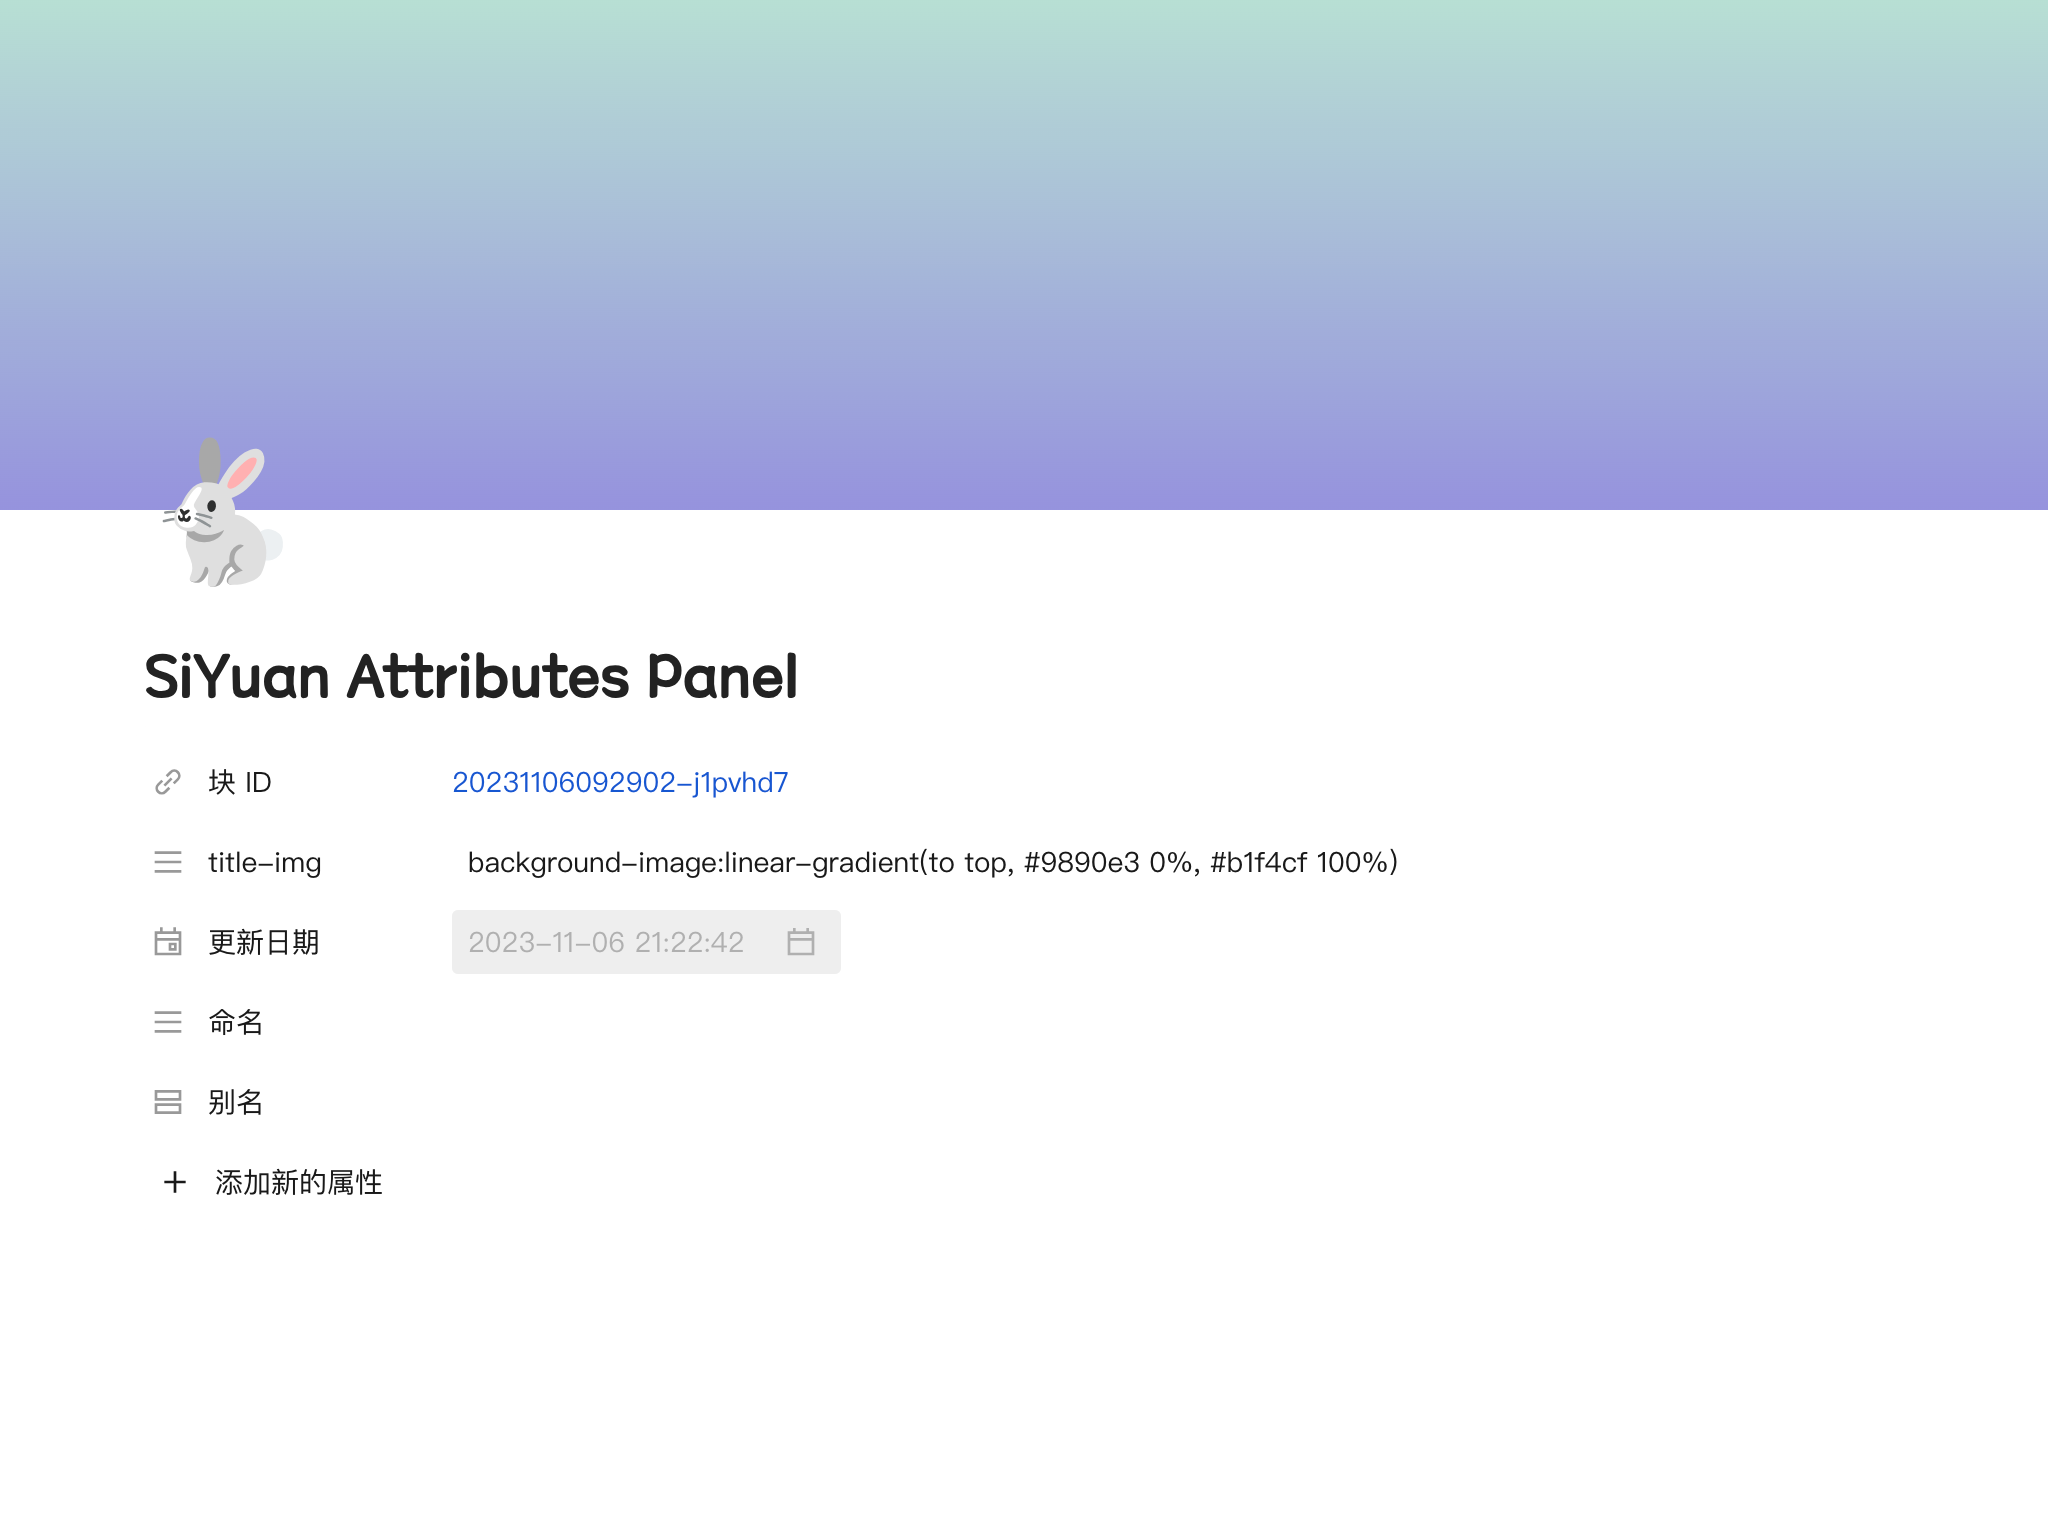 SiYuan Attributes Panel
块 ID
20231106092902-j1pvhd7
title-img
background-image:linear-gradient(to top, #9890e3 0%, #b1f4cf 100%)
更新日期
2023-11-06 21:22:42
命名
别名
添加新的属性